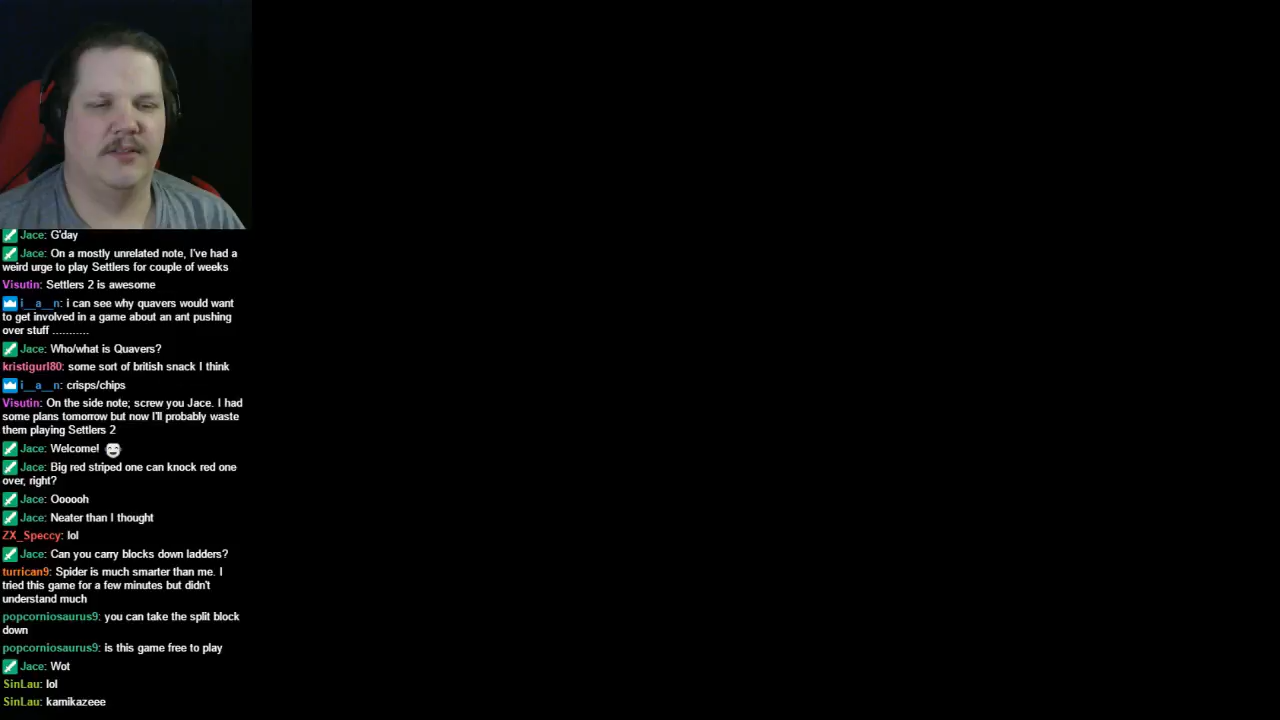 Jace: G'day
Jace: On a mostly unrelated note, I've had a
weird urge to play Settlers for couple of weeks
Visutin: Settlers 2 is awesome
i__a__n: i can see why quavers would want
to get involved in a game about an ant pushing
over stuff ...........
Jace: Who/what is Quavers?
kristigurl80: some sort of british snack I think
i__a__n: crisps/chips
Visutin: On the side note; screw you Jace. I had
some plans tomorrow but now I'll probably waste
them playing Settlers 2
Jace: Welcome!
Jace: Big red striped one can knock red one
over, right?
Jace: Oooooh
Jace: Neater than I thought
ZX_Speccy: lol
Jace: Can you carry blocks down ladders?
turrican9: Spider is much smarter than me. I
tried this game for a few minutes but didn't
understand much
popcorniosaurus9: you can take the split block
down
popcorniosaurus9: is this game free to play
Jace: Wot
SinLau: lol
SinLau: kamikazeee